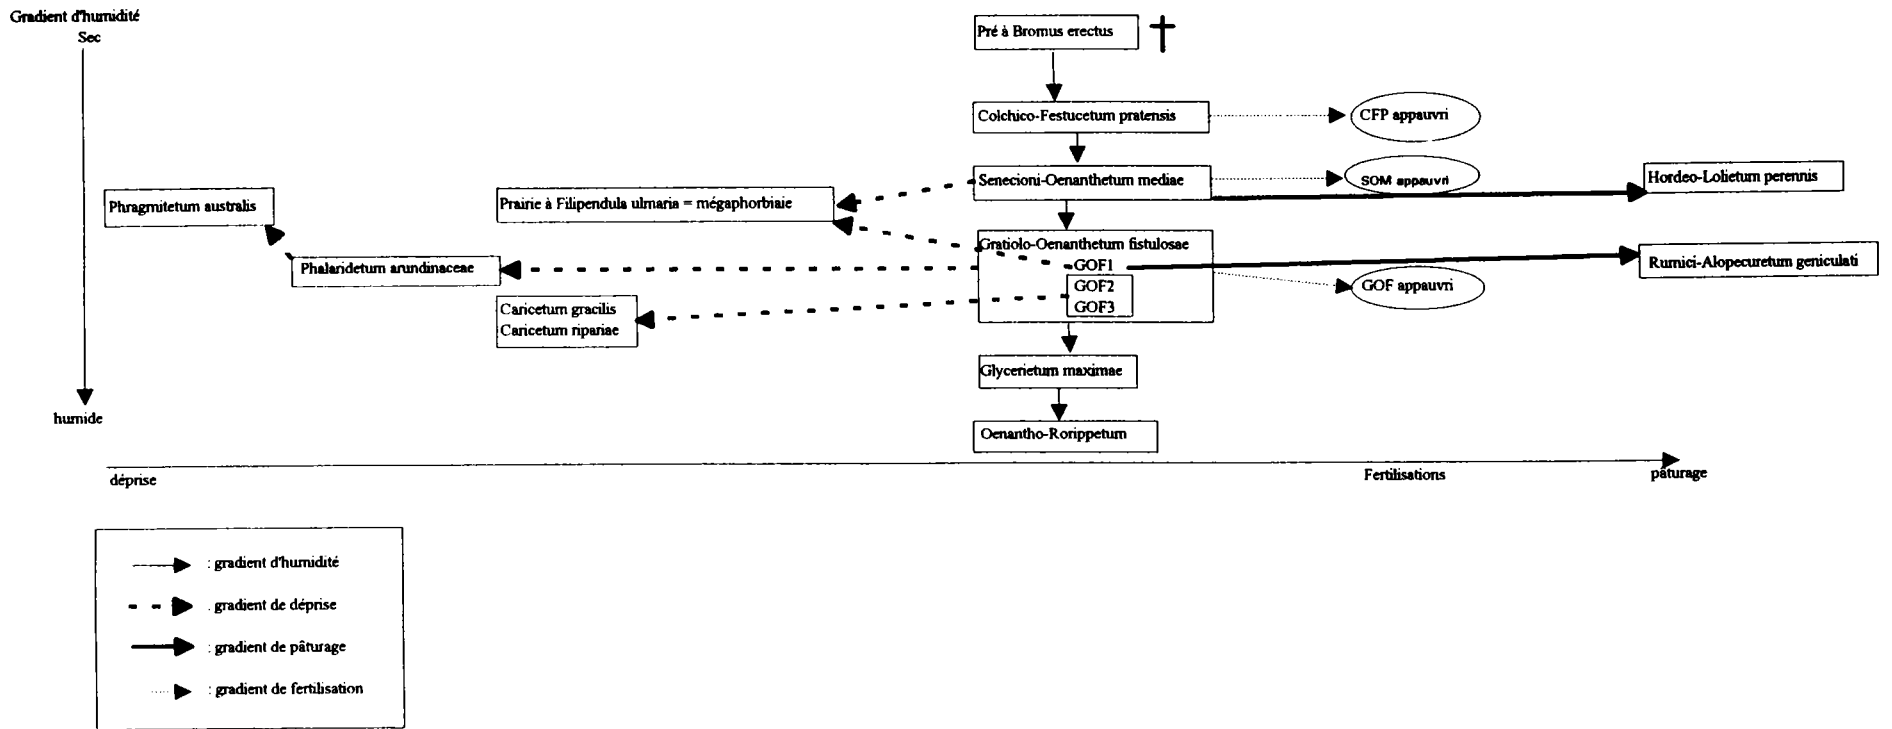 Gradient d'humidité
Sec
Pré à Bromus erectus
Colchico-Festucetum pratensis
CFP appauvri
Senecioni-Oenanthetum mediae
SOM appauvri
Hordeo-Lolietum perennis
Phragmitetum australis
Prairie à Filipendula ulmaria = mégaphorbiaie
Gratiolo-Oenanthetum fistulosae
GOF1
GOF2
GOF3
Phalaridetum arundinaceae
Rumici-Alopecuretum geniculati
GOF appauvri
Caricetum gracilis
Caricetum ripariae
Glycerietum maximae
humide
Oenantho-Rorippetum
déprise
Fertilisations
pâturage
: gradient d'humidité
: gradient de déprise
: gradient de pâturage
: gradient de fertilisation